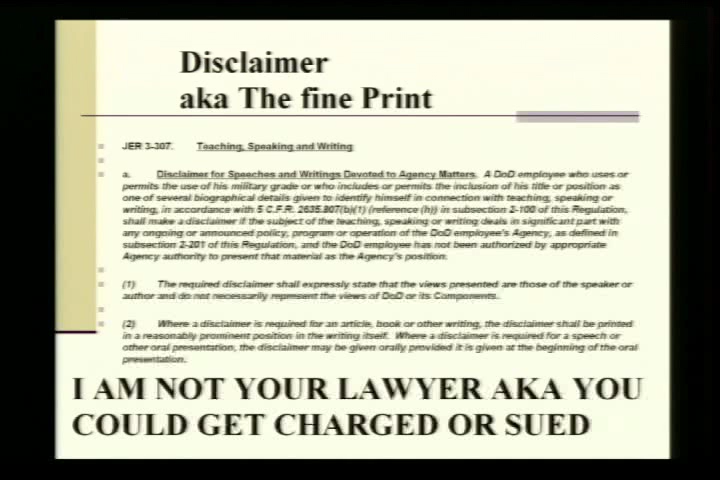 Disclaimer
aka The fine Print
JER 3-307. Teaching, Speaking and Writing
a. Disclaimer for Speeches and Writings Devoted to Agency Matters. A DoD employee who uses or
permits the use of his military grade or who includes or permits the inclusion of his title or position as
one of several biographical details given to identify himself in connection with teaching, speaking or
writing, in accordance with 5 C.F.R. 2635.807(b)(1) (reference (h)) in subsection 2-100 of this Regulation,
shall make a disclaimer if the subject of the teaching, speaking or writing deals in significant part with
any ongoing or announced policy, program or operation of the DoD employee's Agency, as defined in
subsection 2-201 of this Regulation, and the DoD employee has not been authorized by appropriate
Agency authority to present that material as the Agency's position.
(1) The required disclaimer shall expressly state that the views presented are those of the speaker or
author and do not necessarily represent the views of DoD or its Components.
(2) Where a disclaimer is required for an article, book or other writing, the disclaimer shall be printed
in a reasonably prominent position in the writing itself. Where a disclaimer is required for a speech or
other oral presentation, the disclaimer may be given orally provided it is given at the beginning of the oral
presentation.
I AM NOT YOUR LAWYER AKA YOU
COULD GET CHARGED OR SUED